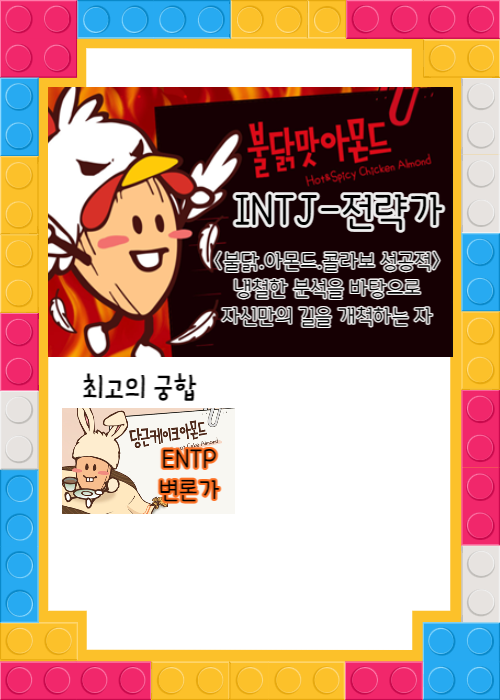 불닭맛아몬드
Hot&Spicy Chicken Almond
INTJ-전략가
<불닭.아몬드.콜라보 성공적>
냉철한 분석을 바탕으로
자신만의 길을 개척하는 자
최고의 궁합
당근케이크아몬드
Cake Almond
ENTP
변론가